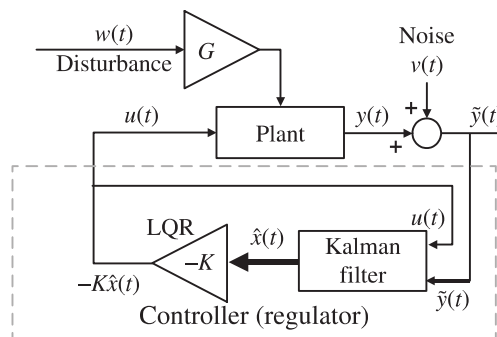 w(t)
Disturbance
G
Noise
v(t)
u(t)
Plant
y(t)
+
+
ỹ(t)
LQR
−K
x̂(t)
Kalman
filter
u(t)
ỹ(t)
−Kx̂(t)
Controller (regulator)